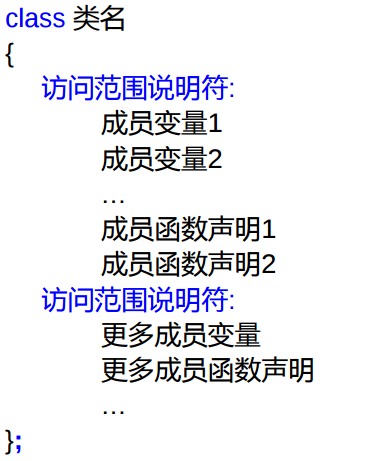 class 类名
{
访问范围说明符:
成员变量1
成员变量2
…
成员函数声明1
成员函数声明2
访问范围说明符:
更多成员变量
更多成员函数声明
…
};